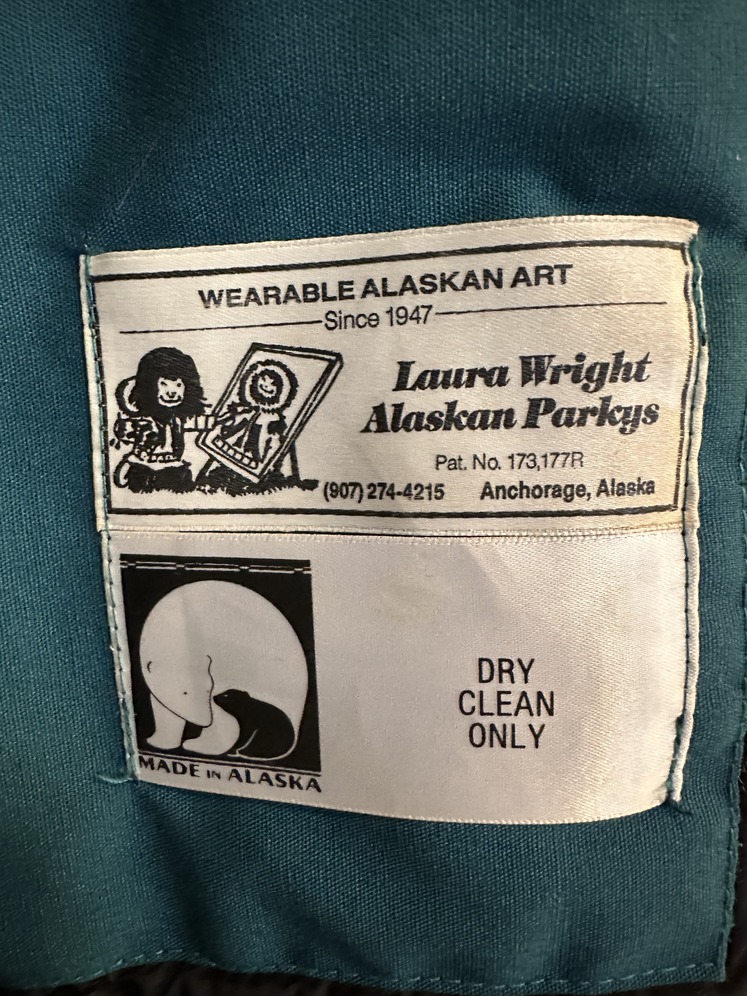 WEARABLE ALASKAN ART
Since 1947
Laura Wright
Alaskan Parkys
Pat. No. 173,177R
(907) 274-4215 Anchorage, Alaska
MADE IN ALASKA
DRY
CLEAN
ONLY